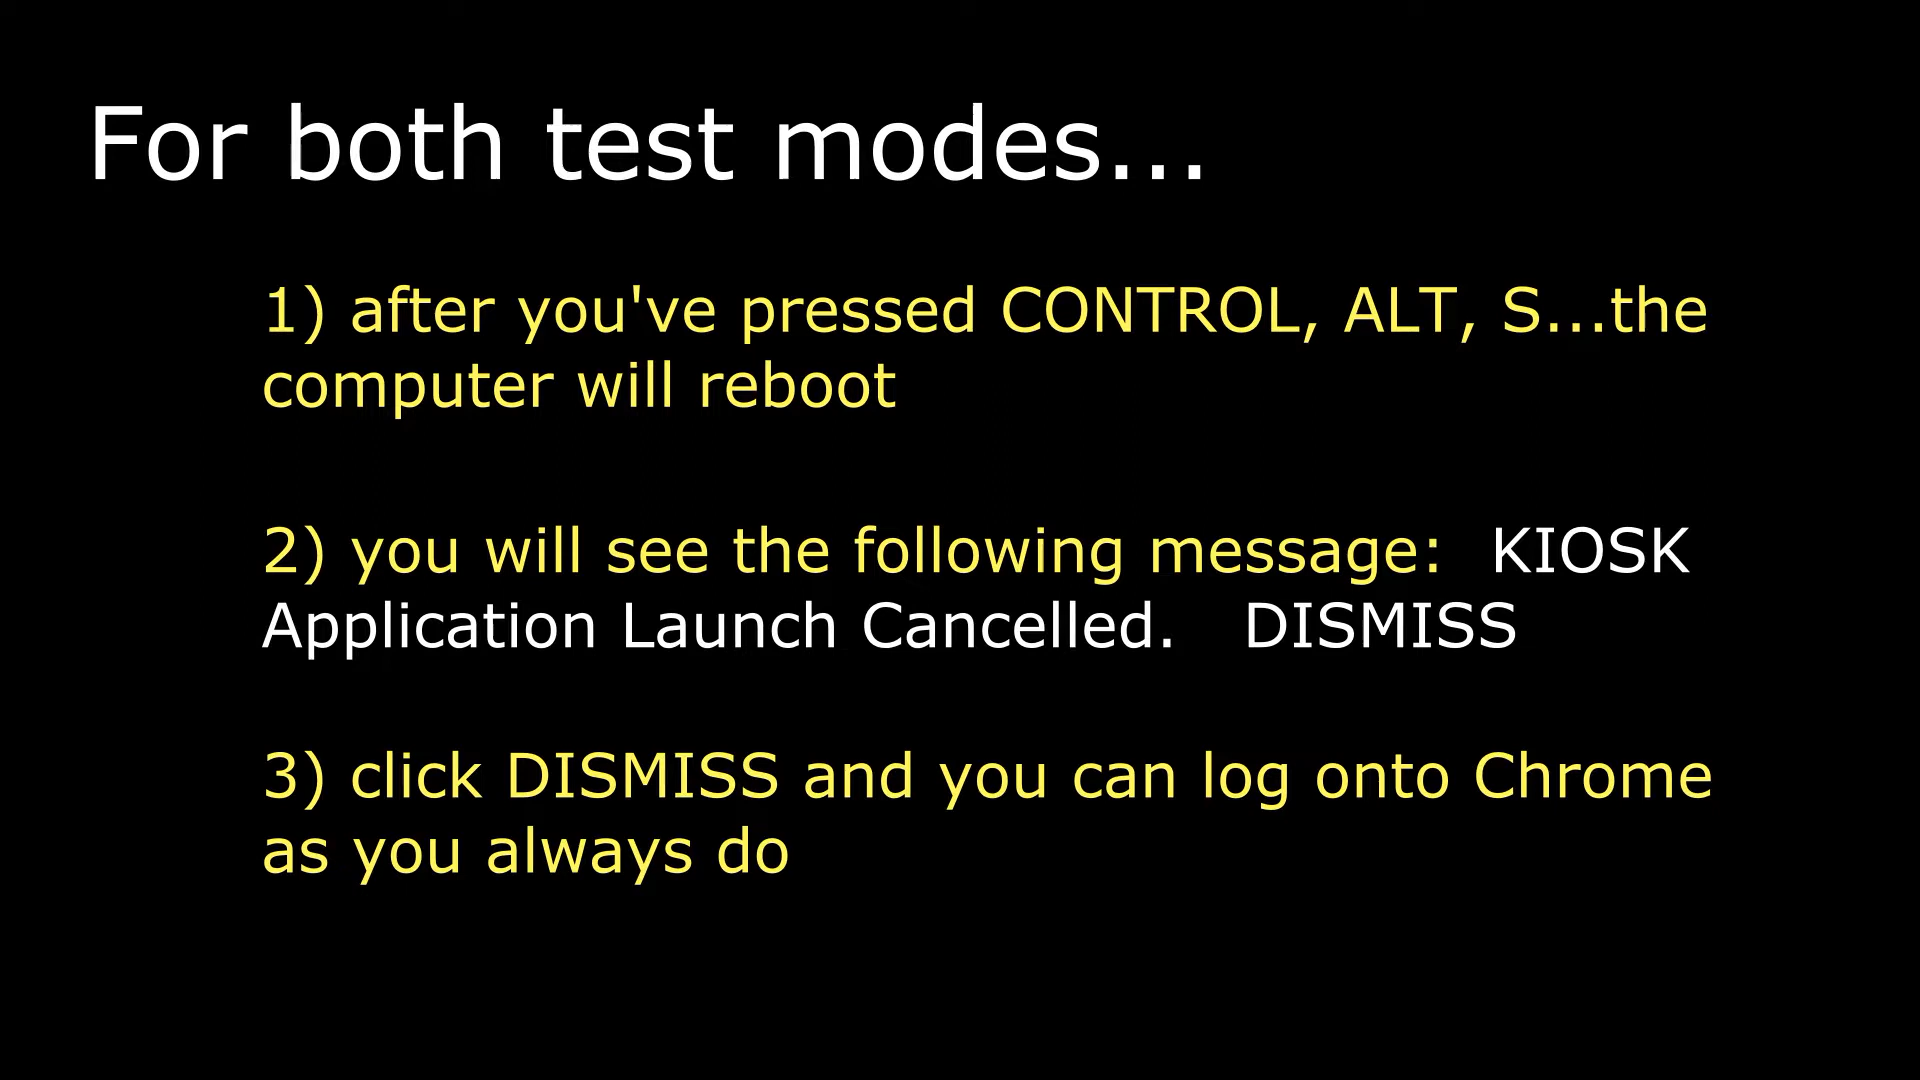 For both test modes...
1) after you've pressed CONTROL, ALT, S...the
computer will reboot
2) you will see the following message:  KIOSK
Application Launch Cancelled.   DISMISS
3) click DISMISS and you can log onto Chrome
as you always do